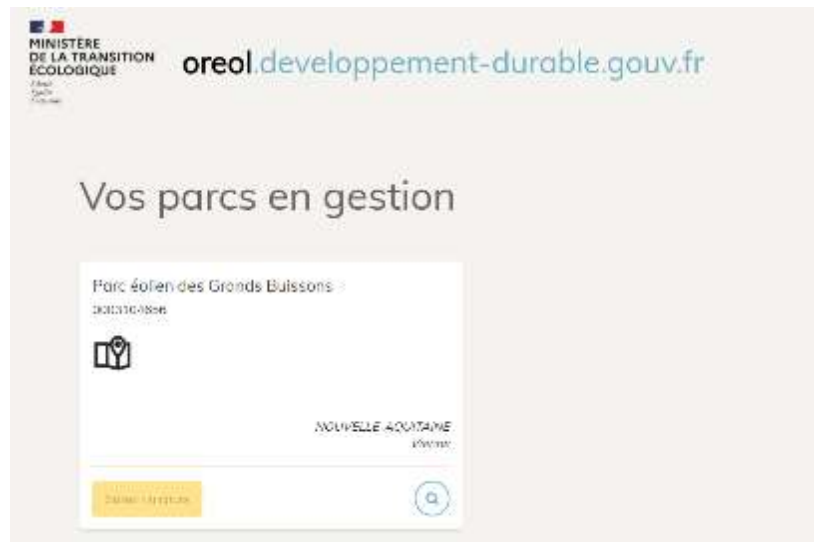 MINISTÈRE
DE LA TRANSITION
ÉCOLOGIQUE
oreol.developpement-durable.gouv.fr
Vos parcs en gestion
Parc éolien des Grands Buissons
NOUVELLE-AQUITAINE
Vienne